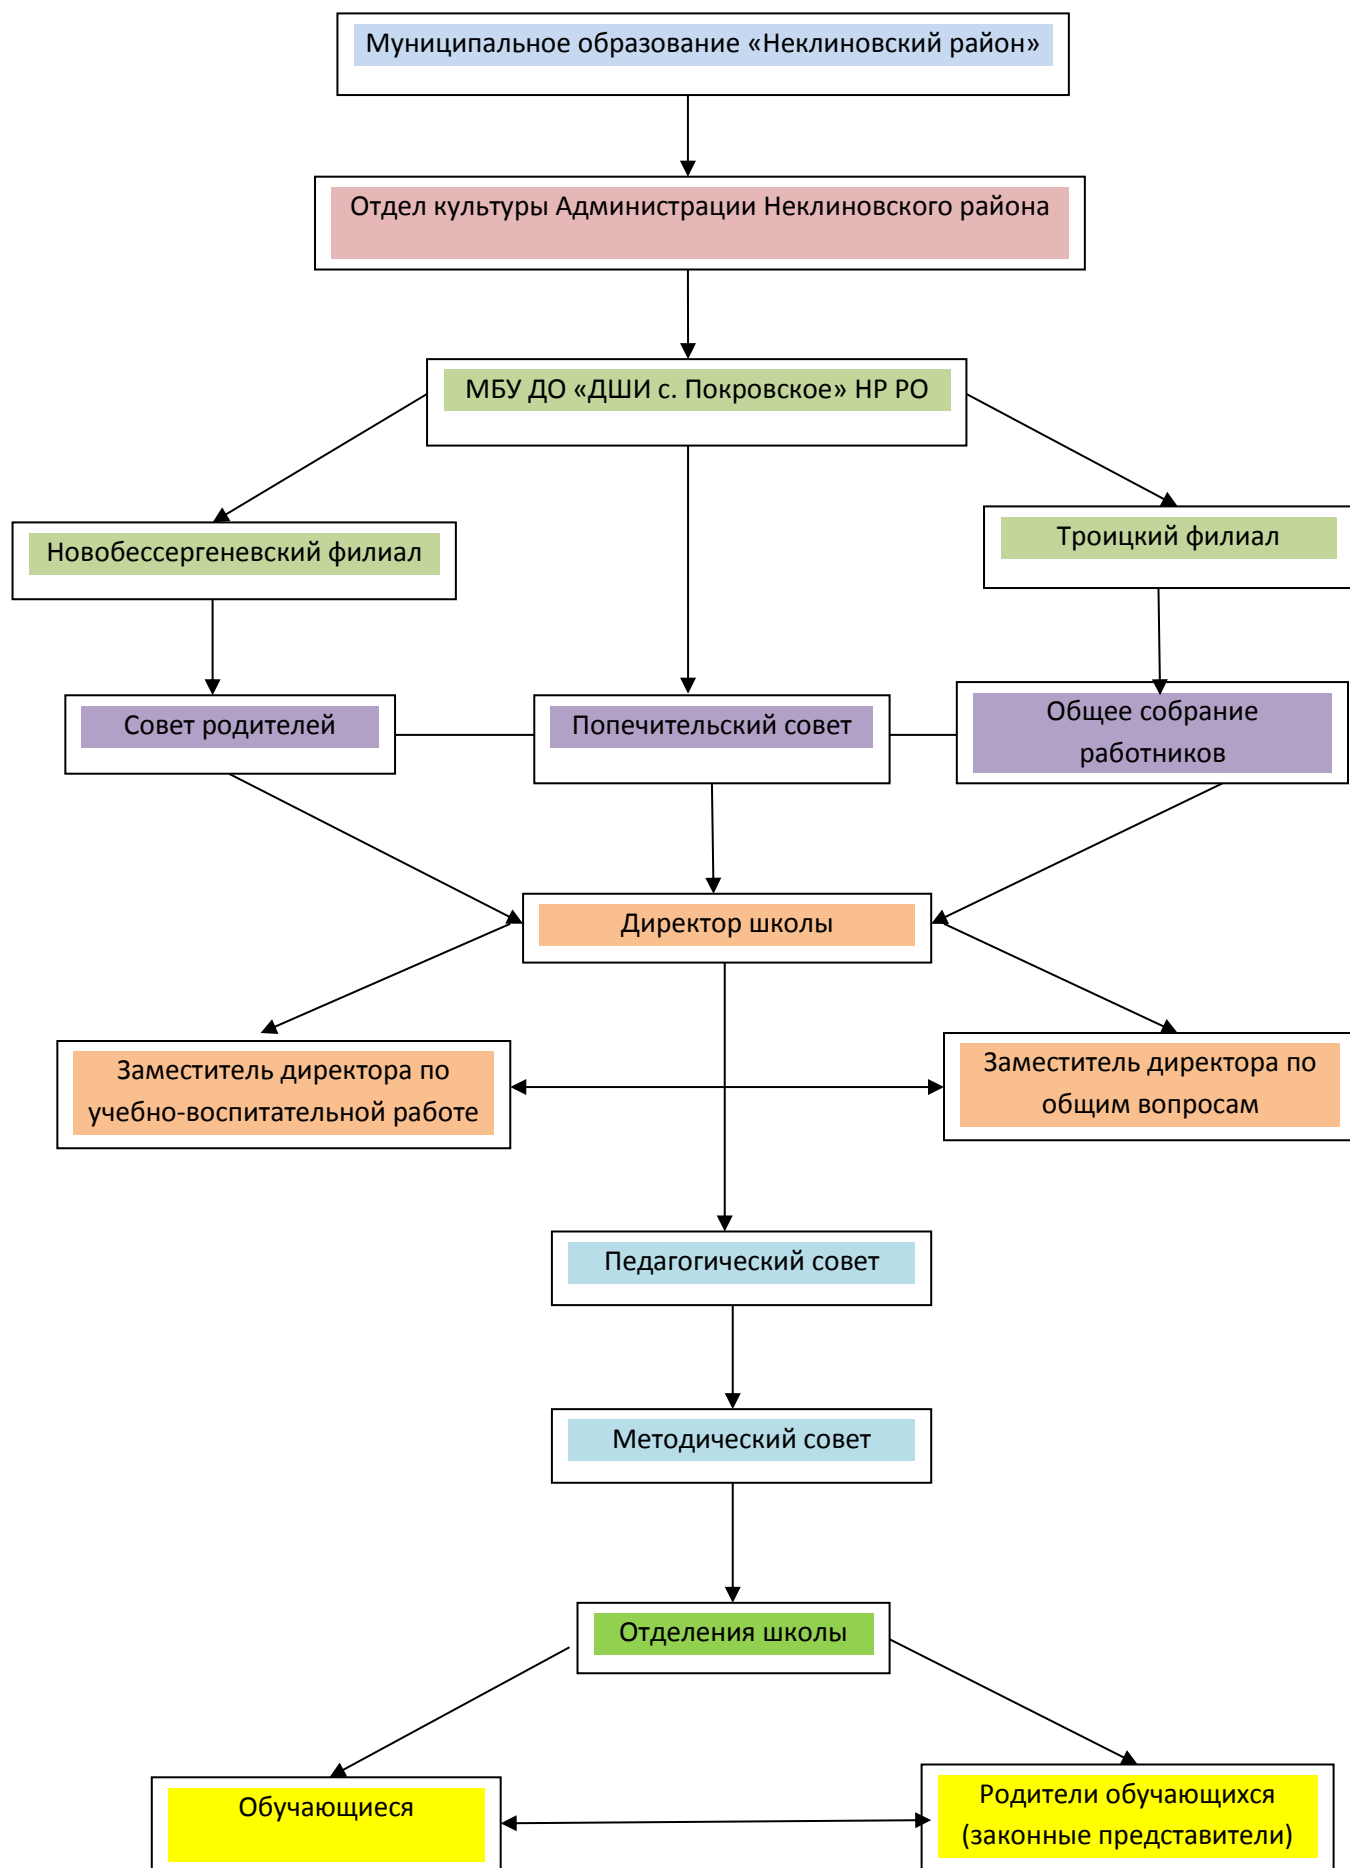 Муниципальное образование «Неклиновский район»
Отдел культуры Администрации Неклиновского района
МБУ ДО «ДШИ с. Покровское» НР РО
Новобессергеневский филиал
Троицкий филиал
Совет родителей
Попечительский совет
Общее собрание
работников
Директор школы
Заместитель директора по
учебно-воспитательной работе
Заместитель директора по
общим вопросам
Педагогический совет
Методический совет
Отделения школы
Обучающиеся
Родители обучающихся
(законные представители)